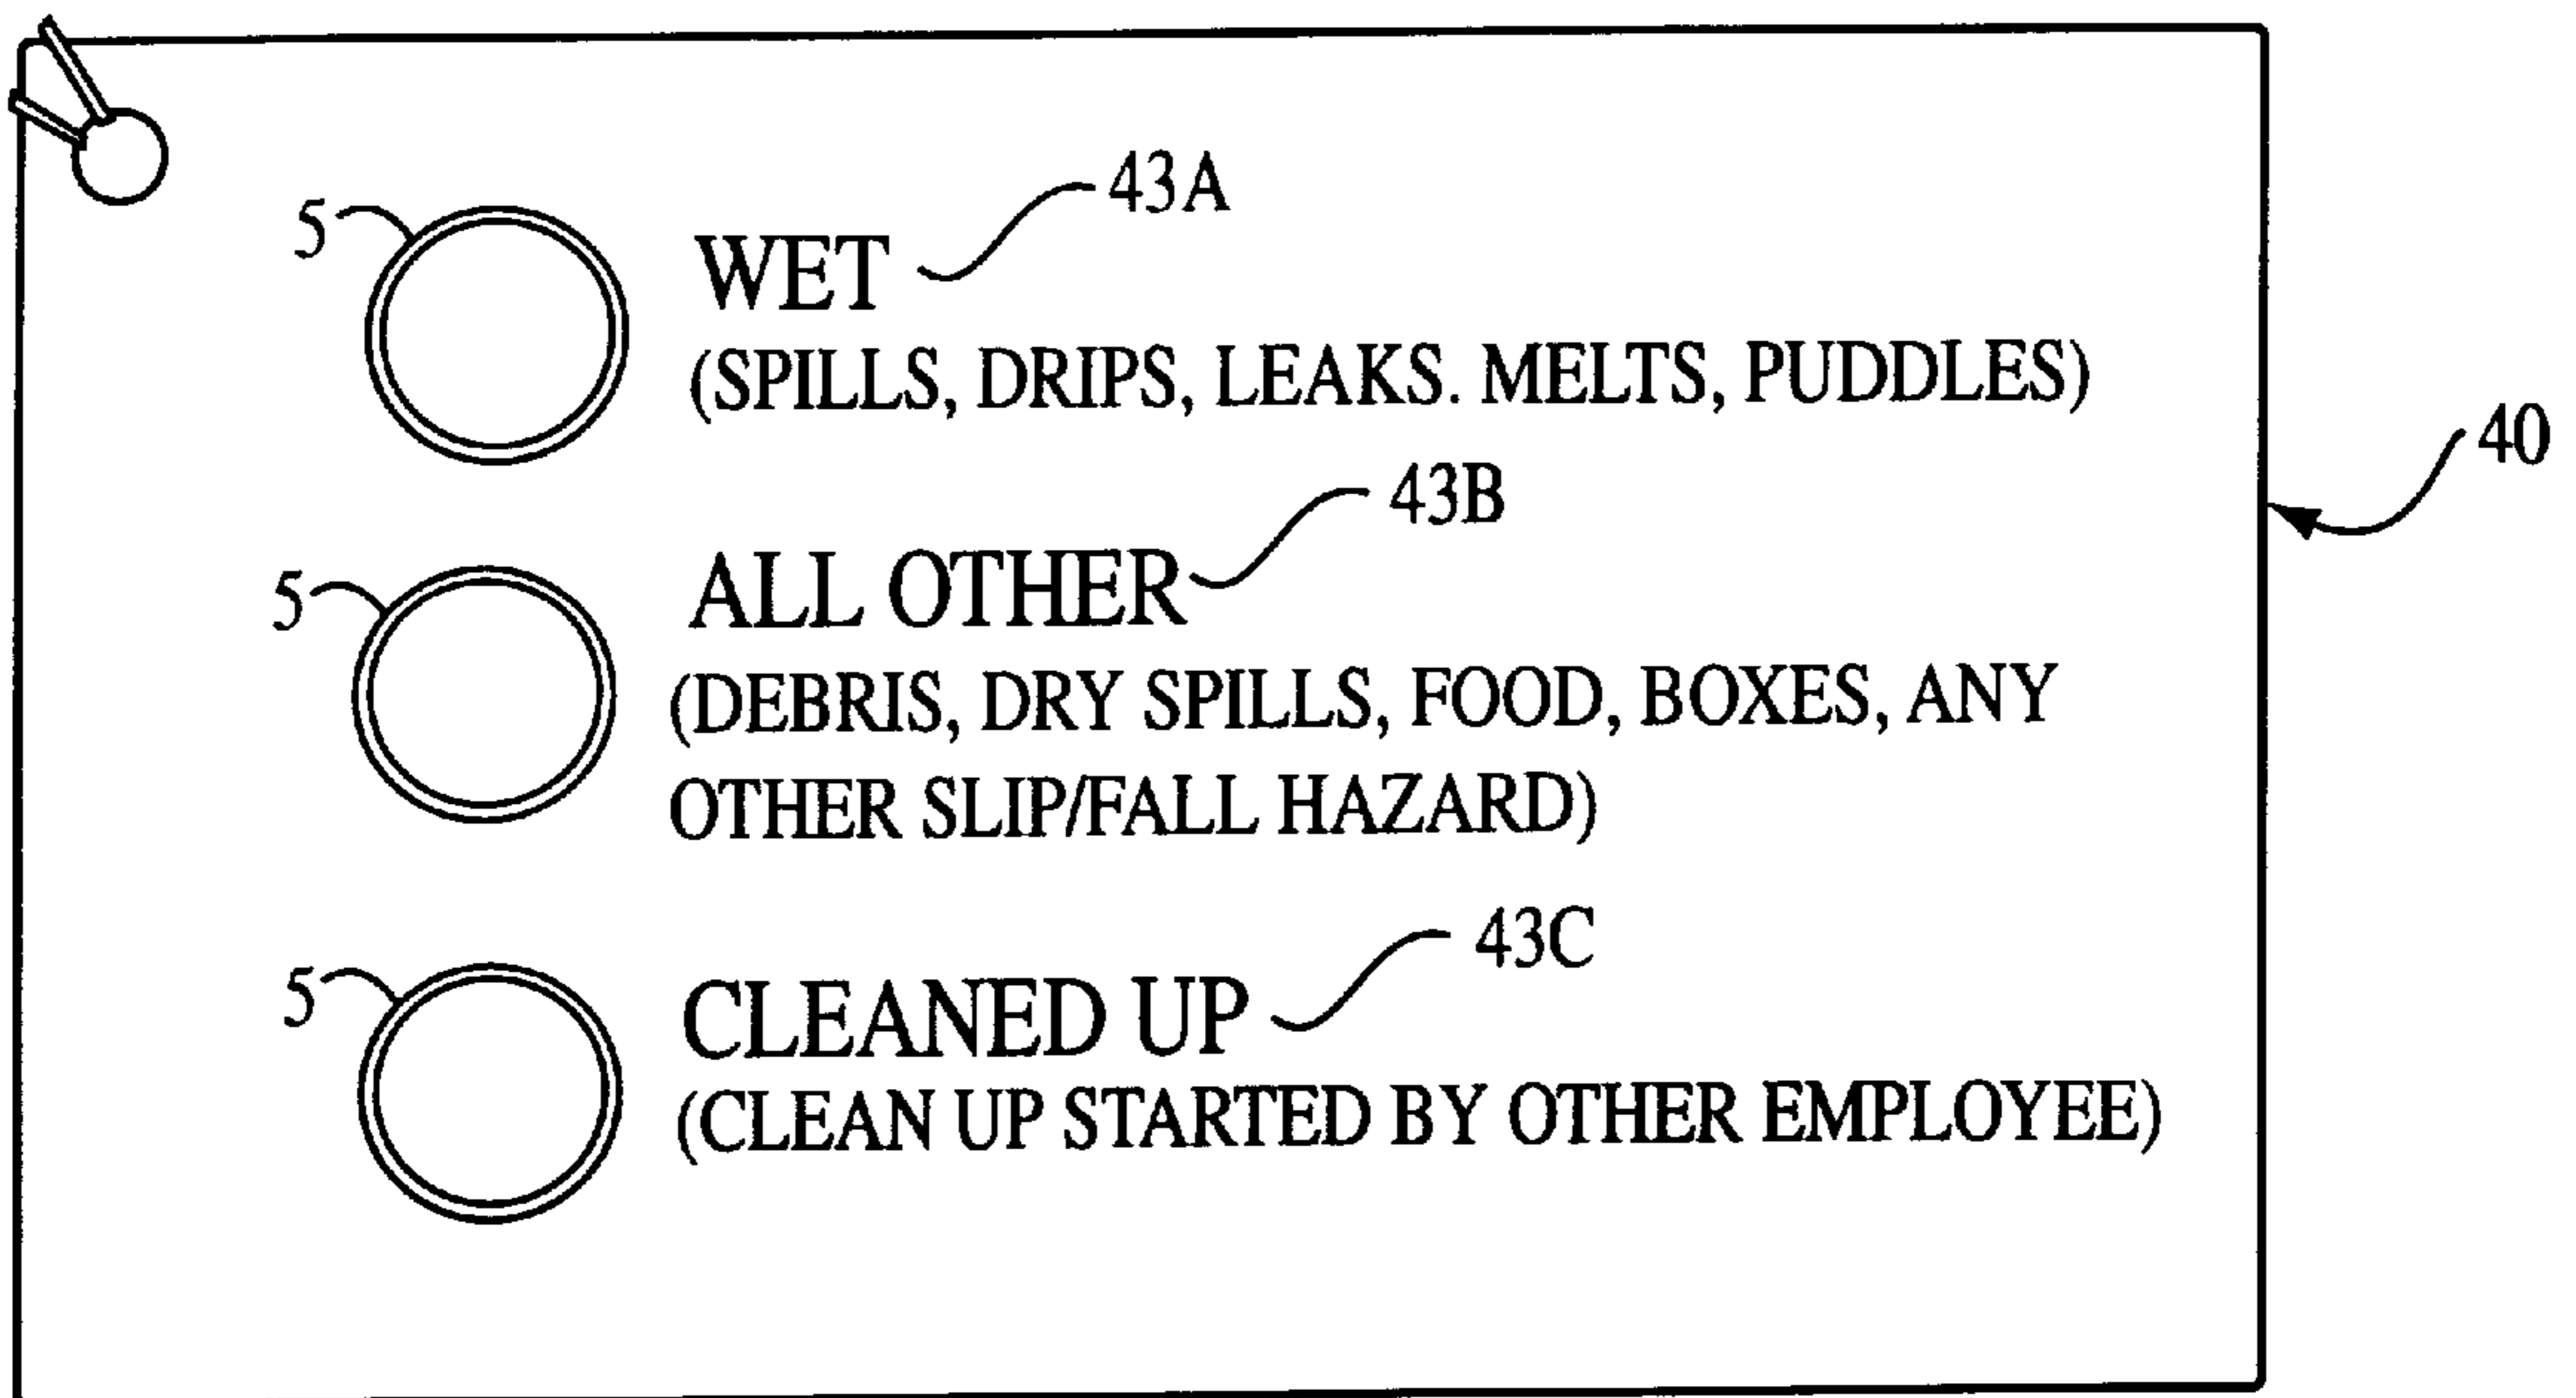 43A
5
WET
(SPILLS, DRIPS, LEAKS. MELTS, PUDDLES)
40
43B
5
ALL OTHER
(DEBRIS, DRY SPILLS, FOOD, BOXES, ANY
OTHER SLIP/FALL HAZARD)
43C
5
CLEANED UP
(CLEAN UP STARTED BY OTHER EMPLOYEE)